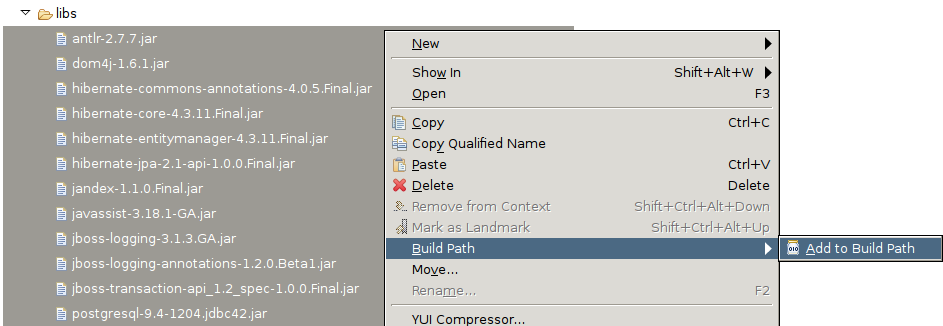 libs
antlr-2.7.7.jar
dom4j-1.6.1.jar
hibernate-commons-annotations-4.0.5.Final.jar
hibernate-core-4.3.11.Final.jar
hibernate-entitymanager-4.3.11.Final.jar
hibernate-jpa-2.1-api-1.0.0.Final.jar
jandex-1.1.0.Final.jar
javassist-3.18.1-GA.jar
jboss-logging-3.1.3.GA.jar
jboss-logging-annotations-1.2.0.Beta1.jar
jboss-transaction-api_1.2_spec-1.0.0.Final.jar
postgresql-9.4-1204.jdbc42.jar
New
Show In Shift+Alt+W
Open F3
Copy Ctrl+C
Copy Qualified Name
Paste Ctrl+V
Delete Delete
Remove from Context Shift+Ctrl+Alt+Down
Mark as Landmark Shift+Ctrl+Alt+Up
Build Path
Move...
Rename... F2
YUI Compressor...
Add to Build Path